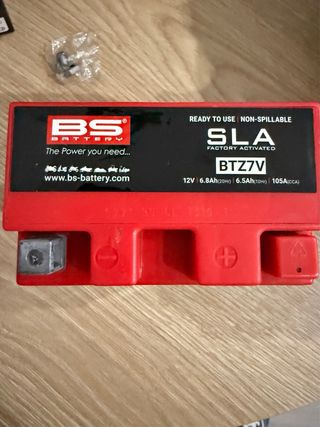 BS
BATTERY
The Power you need...
www.bs-battery.com
READY TO USE | NON-SPILLABLE
SLA
FACTORY ACTIVATED
BTZ7V
12V | 6.8Ah(20Hr) | 6.5Ah(10Hr) | 105A(CCA)